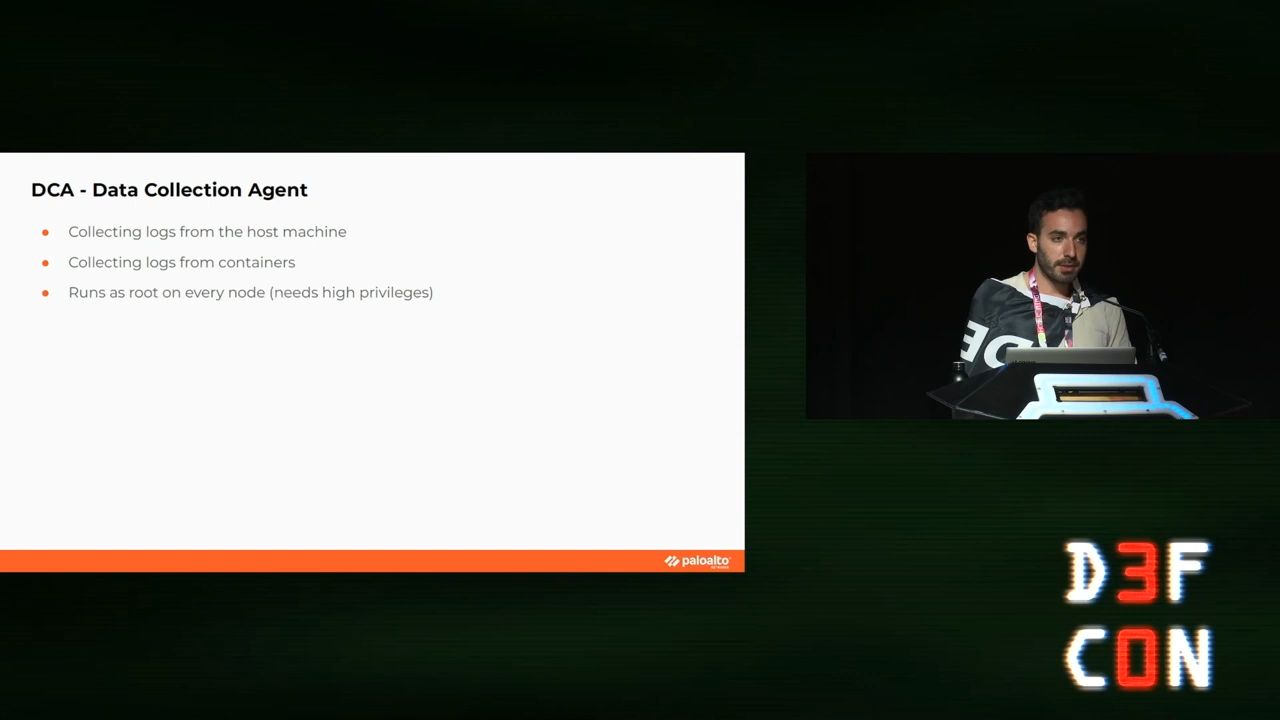 DCA - Data Collection Agent
● Collecting logs from the host machine
● Collecting logs from containers
● Runs as root on every node (needs high privileges)
paloalto
D3F
C0N